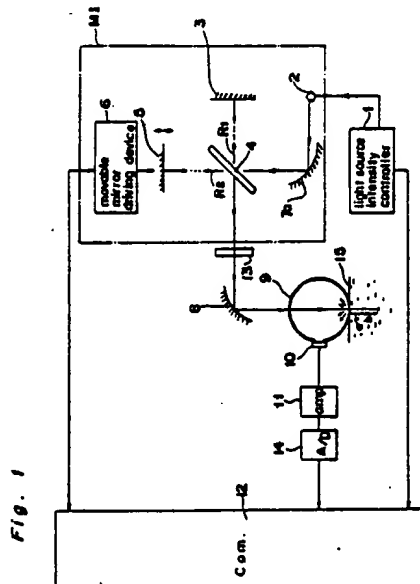 Fig. 1
M1
6
movable
mirror
driving device
5
3
R2
R1
4
2
7a
1
light source
intensity
controller
13
8
9
10
15
11
amp
14
A/D
12
Com.